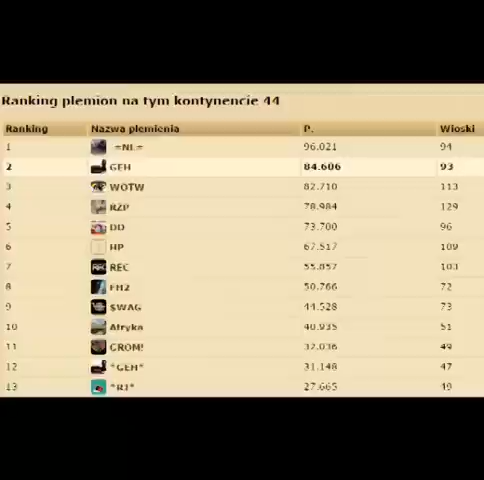 Ranking plemion na tym kontynencie 44
Ranking Nazwa plemienia P. Wioski
1 =NL= 96.021 94
2 GEH 84.606 93
3 WOTW 82.710 113
4 RZP 78.984 129
5 DD 73.700 96
6 HP 67.517 109
7 REC 55.857 103
8 FH2 50.766 72
9 SWAG 44.528 73
10 Afryka 40.935 51
11 GROM! 32.036 49
12 *GEH* 31.148 47
13 27.665 49